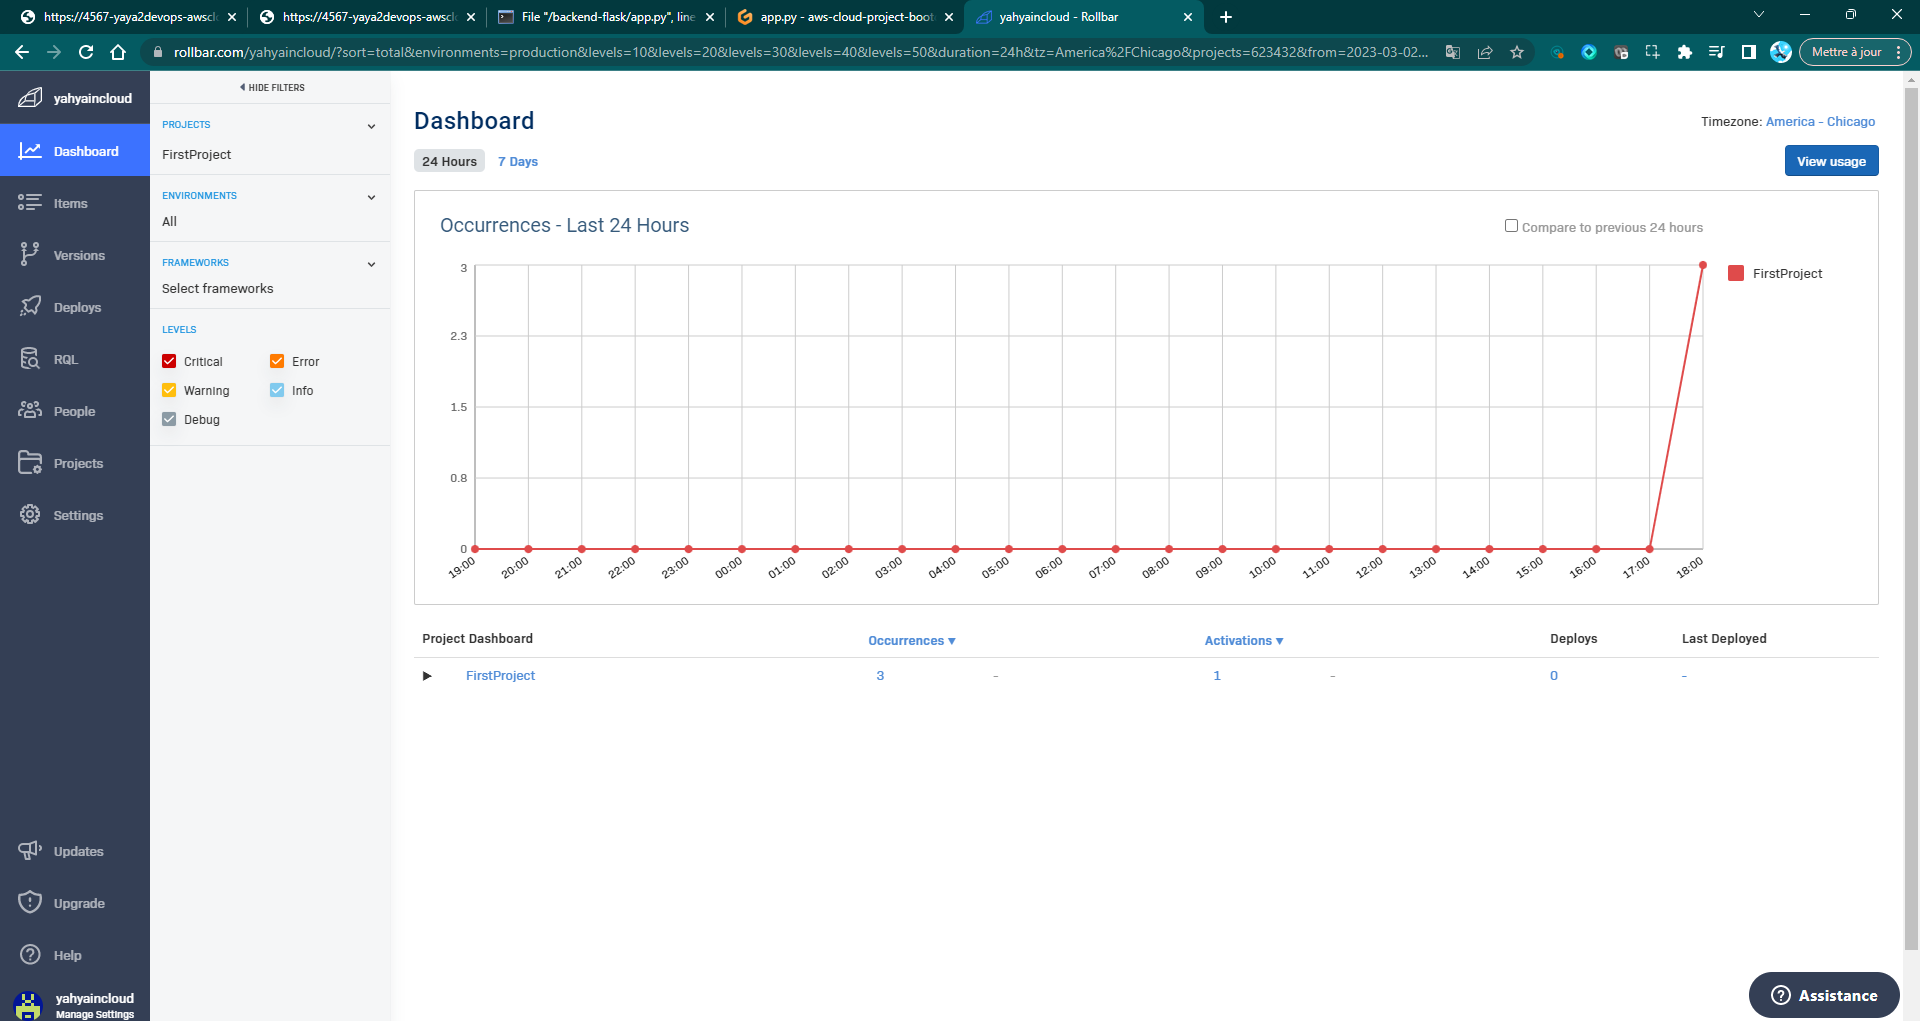 https://4567-yaya2devops-awscl
https://4567-yaya2devops-awscl
File "/backend-flask/app.py", line
app.py - aws-cloud-project-boot
yahyaincloud - Rollbar
rollbar.com/yahyaincloud/?sort=total&environments=production&levels=10&levels=20&levels=30&levels=40&levels=50&duration=24h&tz=America%2FChicago&projects=623432&from=2023-03-02...
Mettre à jour
yahyaincloud
Dashboard
Items
Versions
Deploys
RQL
People
Projects
Settings
Updates
Upgrade
Help
yahyaincloud
Manage Settings
HIDE FILTERS
PROJECTS
FirstProject
ENVIRONMENTS
All
FRAMEWORKS
Select frameworks
LEVELS
Critical Error
Warning Info
Debug
Dashboard
Timezone: America - Chicago
24 Hours 7 Days
View usage
Occurrences - Last 24 Hours
Compare to previous 24 hours
FirstProject
3
2.3
1.5
0.8
0
19:00 20:00 21:00 22:00 23:00 00:00 01:00 02:00 03:00 04:00 05:00 06:00 07:00 08:00 09:00 10:00 11:00 12:00 13:00 14:00 15:00 16:00 17:00 18:00
Project Dashboard Occurrences ▼ Activations ▼ Deploys Last Deployed
FirstProject 3 - 1 - 0 -
Assistance